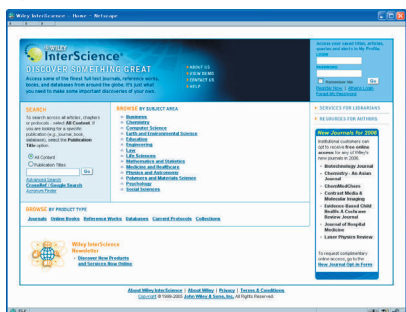 Wiley InterScience - Home - Netscape
WILEY
InterScience®
DISCOVER SOMETHING GREAT
Access some of the finest full text journals, reference works,
books, and databases from around the globe. It's just what
you need to make some important discoveries of your own.
ABOUT US
VIEW DEMO
CONTACT US
HELP
Access your saved titles, articles,
queries and alerts in My Profile.
LOGIN
PASSWORD
Remember Me
Go
Register Now | Athens Login
Forgot My Password
SEARCH
To search across all articles, chapters
or protocols, select All Content. If
you are looking for a specific
publication (e.g. journal, book,
database), select the Publication
Titles option.
All Content
Publication Titles
Go
Advanced Search
CrossRef / Google Search
Acronym Finder
BROWSE BY SUBJECT AREA
Business
Chemistry
Computer Science
Earth and Environmental Science
Education
Engineering
Law
Life Sciences
Mathematics and Statistics
Medicine and Healthcare
Physics and Astronomy
Polymers and Materials Science
Psychology
Social Sciences
SERVICES FOR LIBRARIANS
RESOURCES FOR AUTHORS
New Journals for 2006
Institutional customers can
opt to receive free online
access for any of Wiley's
new journals in 2006.
Biotechnology Journal
Chemistry - An Asian
Journal
ChemMedChem
Contrast Media &
Molecular Imaging
Evidence-Based Child
Health: A Cochrane
Review Journal
Journal of Hospital
Medicine
Laser Physics Review
To request complimentary
online access, go to the
New Journal Opt-in Form
BROWSE BY PRODUCT TYPE
Journals Online Books Reference Works Databases Current Protocols Collections
Wiley InterScience
Newsletter
Discover New Products
and Services Now Online
About Wiley InterScience | About Wiley | Privacy | Terms & Conditions
Copyright © 1999-2005 John Wiley & Sons, Inc. All Rights Reserved.